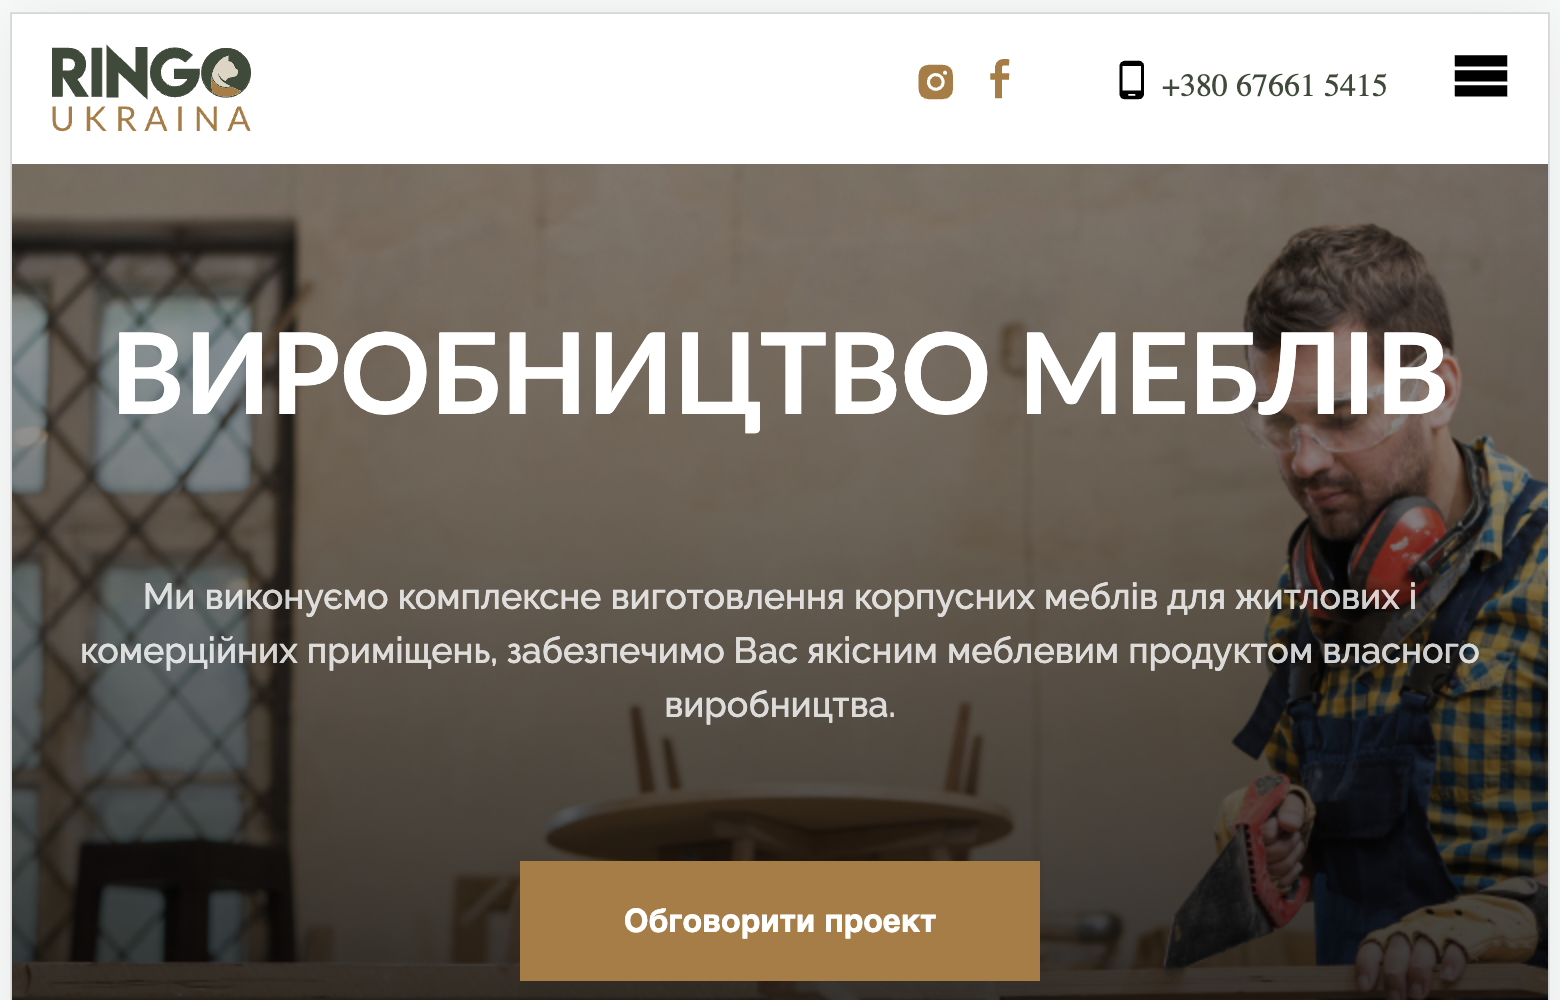 RINGO
UKRAINA
+380 67661 5415
ВИРОБНИЦТВО МЕБЛІВ
Ми виконуємо комплексне виготовлення корпусних меблів для житлових і
комерційних приміщень, забезпечимо Вас якісним меблевим продуктом власного
виробництва.
Обговорити проект